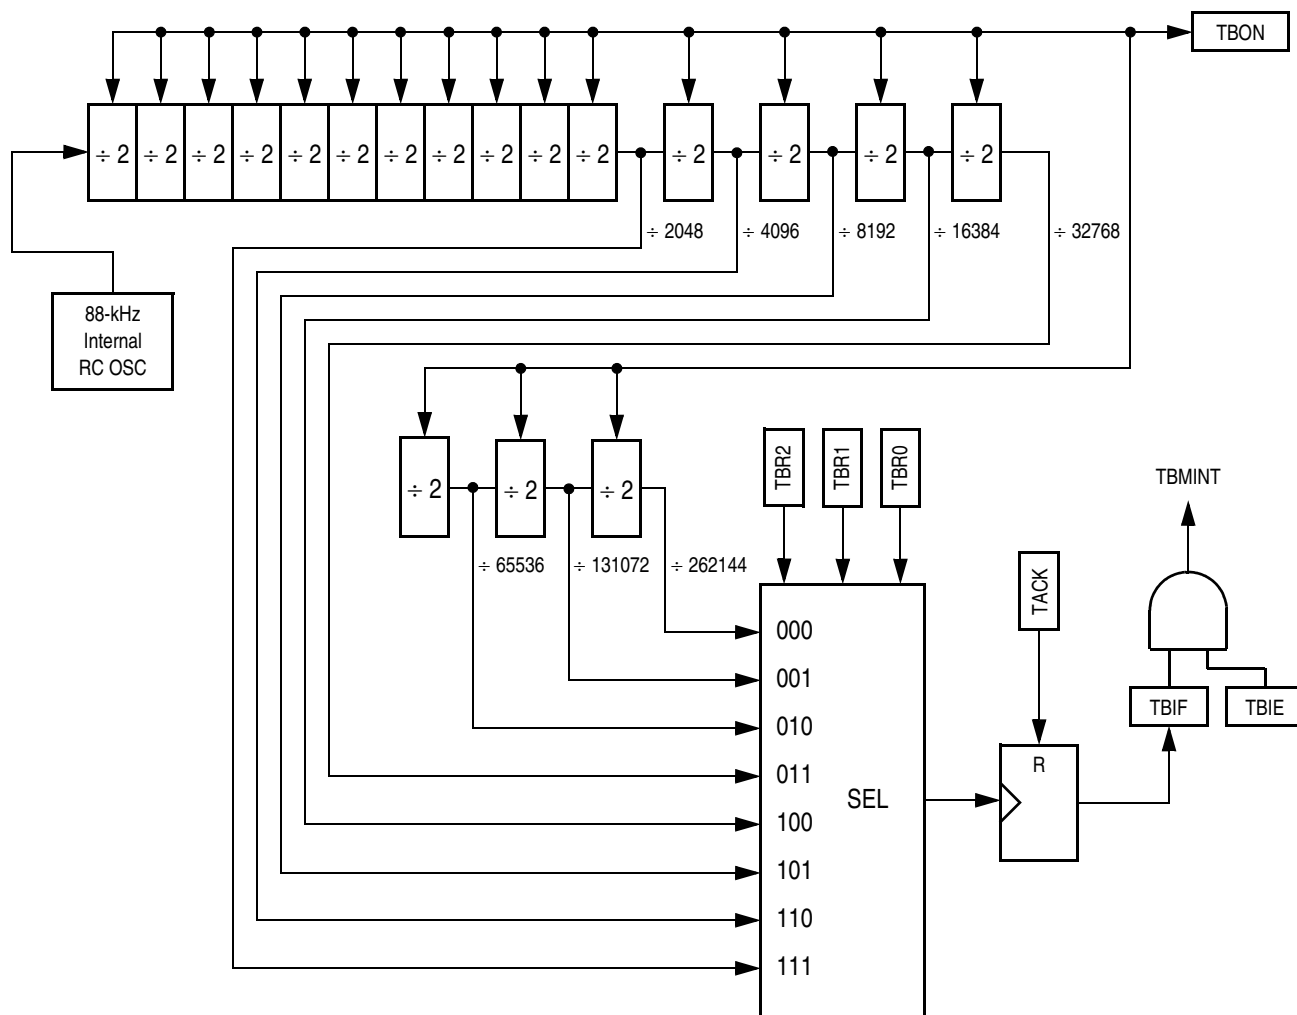 TBON
÷ 2 ÷ 2 ÷ 2 ÷ 2 ÷ 2 ÷ 2 ÷ 2 ÷ 2 ÷ 2 ÷ 2 ÷ 2 ÷ 2 ÷ 2 ÷ 2 ÷ 2
÷ 2048 ÷ 4096 ÷ 8192 ÷ 16384 ÷ 32768
88-kHz
Internal
RC OSC
TBR2 TBR1 TBR0
÷ 2 ÷ 2 ÷ 2
TBMINT
÷ 65536 ÷ 131072 ÷ 262144
TACK
000
001
010
TBIF TBIE
011
R
SEL
100
101
110
111